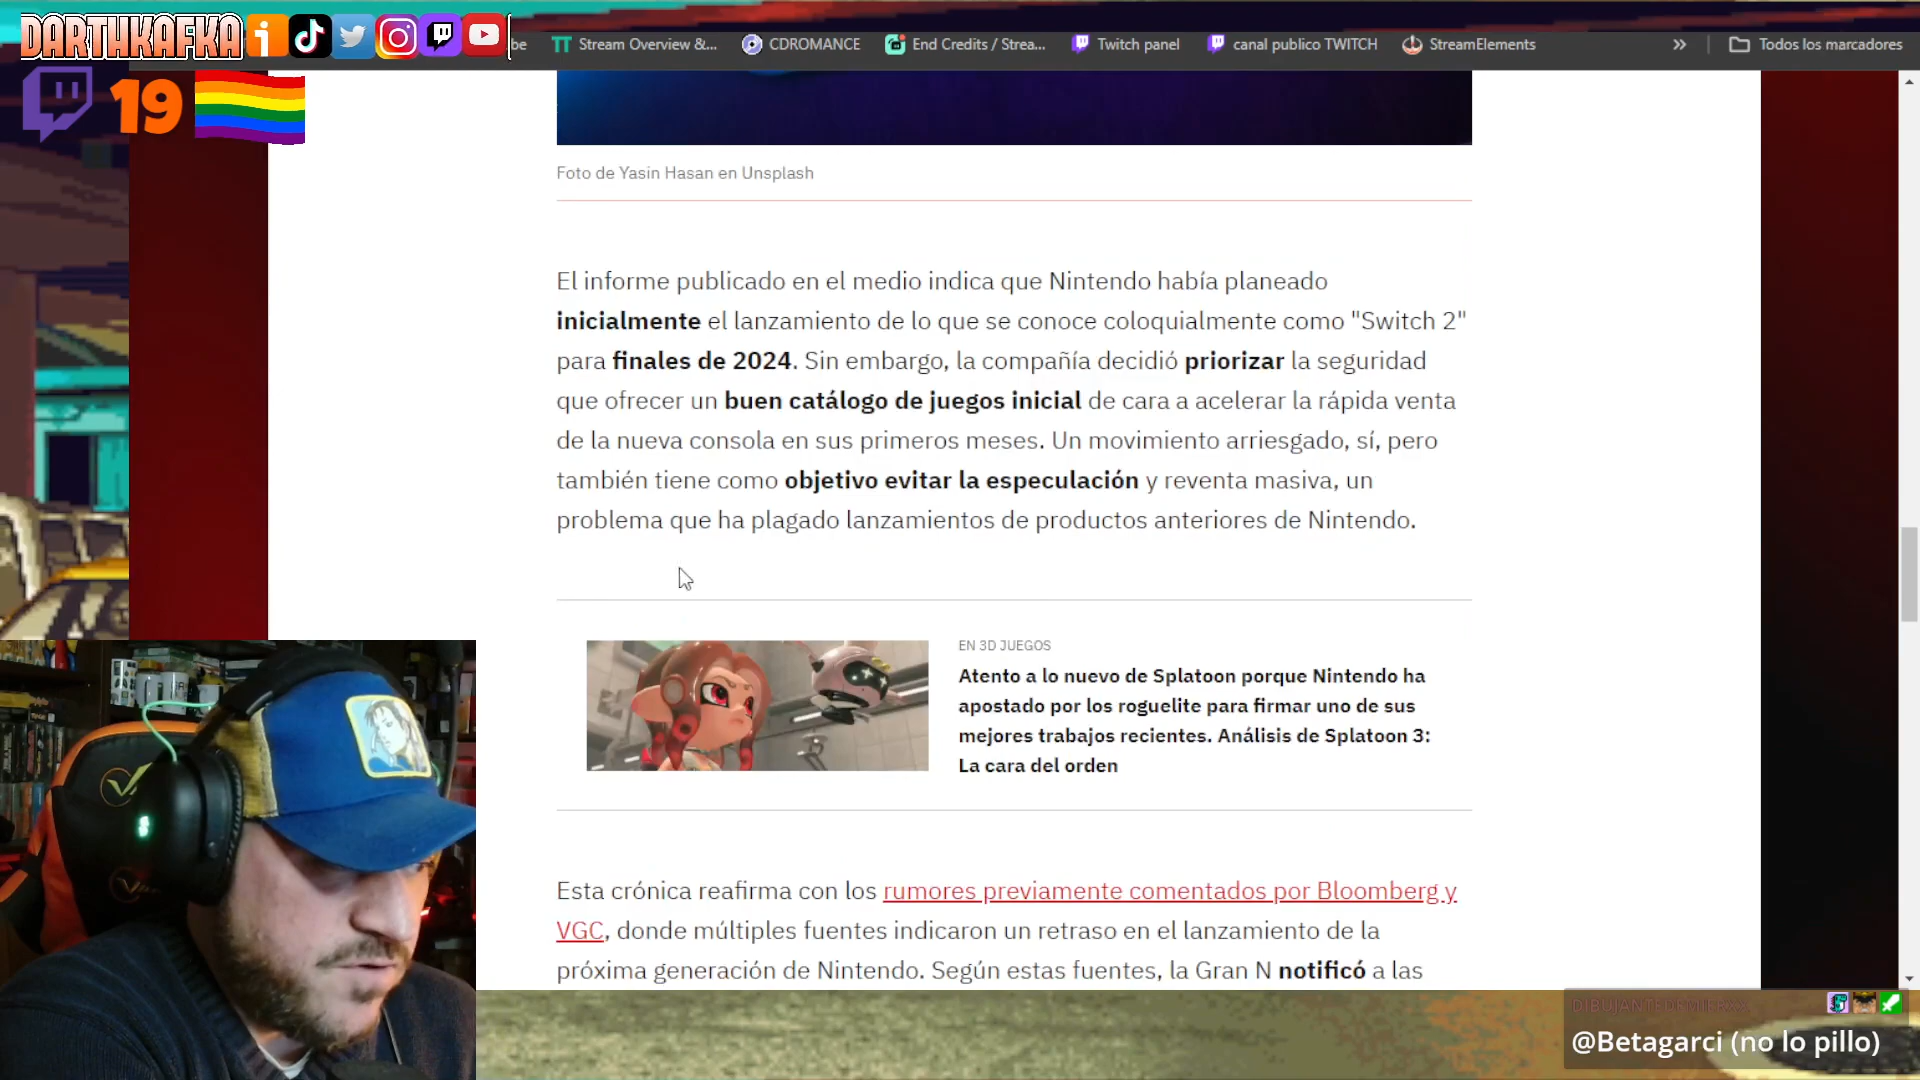 DARTHKAFKA
be
Stream Overview &...
CDROMANCE
End Credits / Strea...
Twitch panel
canal publico TWITCH
StreamElements
»
Todos los marcadores
19
Foto de Yasin Hasan en Unsplash
El informe publicado en el medio indica que Nintendo había planeado
inicialmente el lanzamiento de lo que se conoce coloquialmente como "Switch 2"
para finales de 2024. Sin embargo, la compañía decidió priorizar la seguridad
que ofrecer un buen catálogo de juegos inicial de cara a acelerar la rápida venta
de la nueva consola en sus primeros meses. Un movimiento arriesgado, sí, pero
también tiene como objetivo evitar la especulación y reventa masiva, un
problema que ha plagado lanzamientos de productos anteriores de Nintendo.
EN 3D JUEGOS
Atento a lo nuevo de Splatoon porque Nintendo ha
apostado por los roguelite para firmar uno de sus
mejores trabajos recientes. Análisis de Splatoon 3:
La cara del orden
Esta crónica reafirma con los rumores previamente comentados por Bloomberg y
VGC, donde múltiples fuentes indicaron un retraso en el lanzamiento de la
próxima generación de Nintendo. Según estas fuentes, la Gran N notificó a las
@Betagarci (no lo pillo)